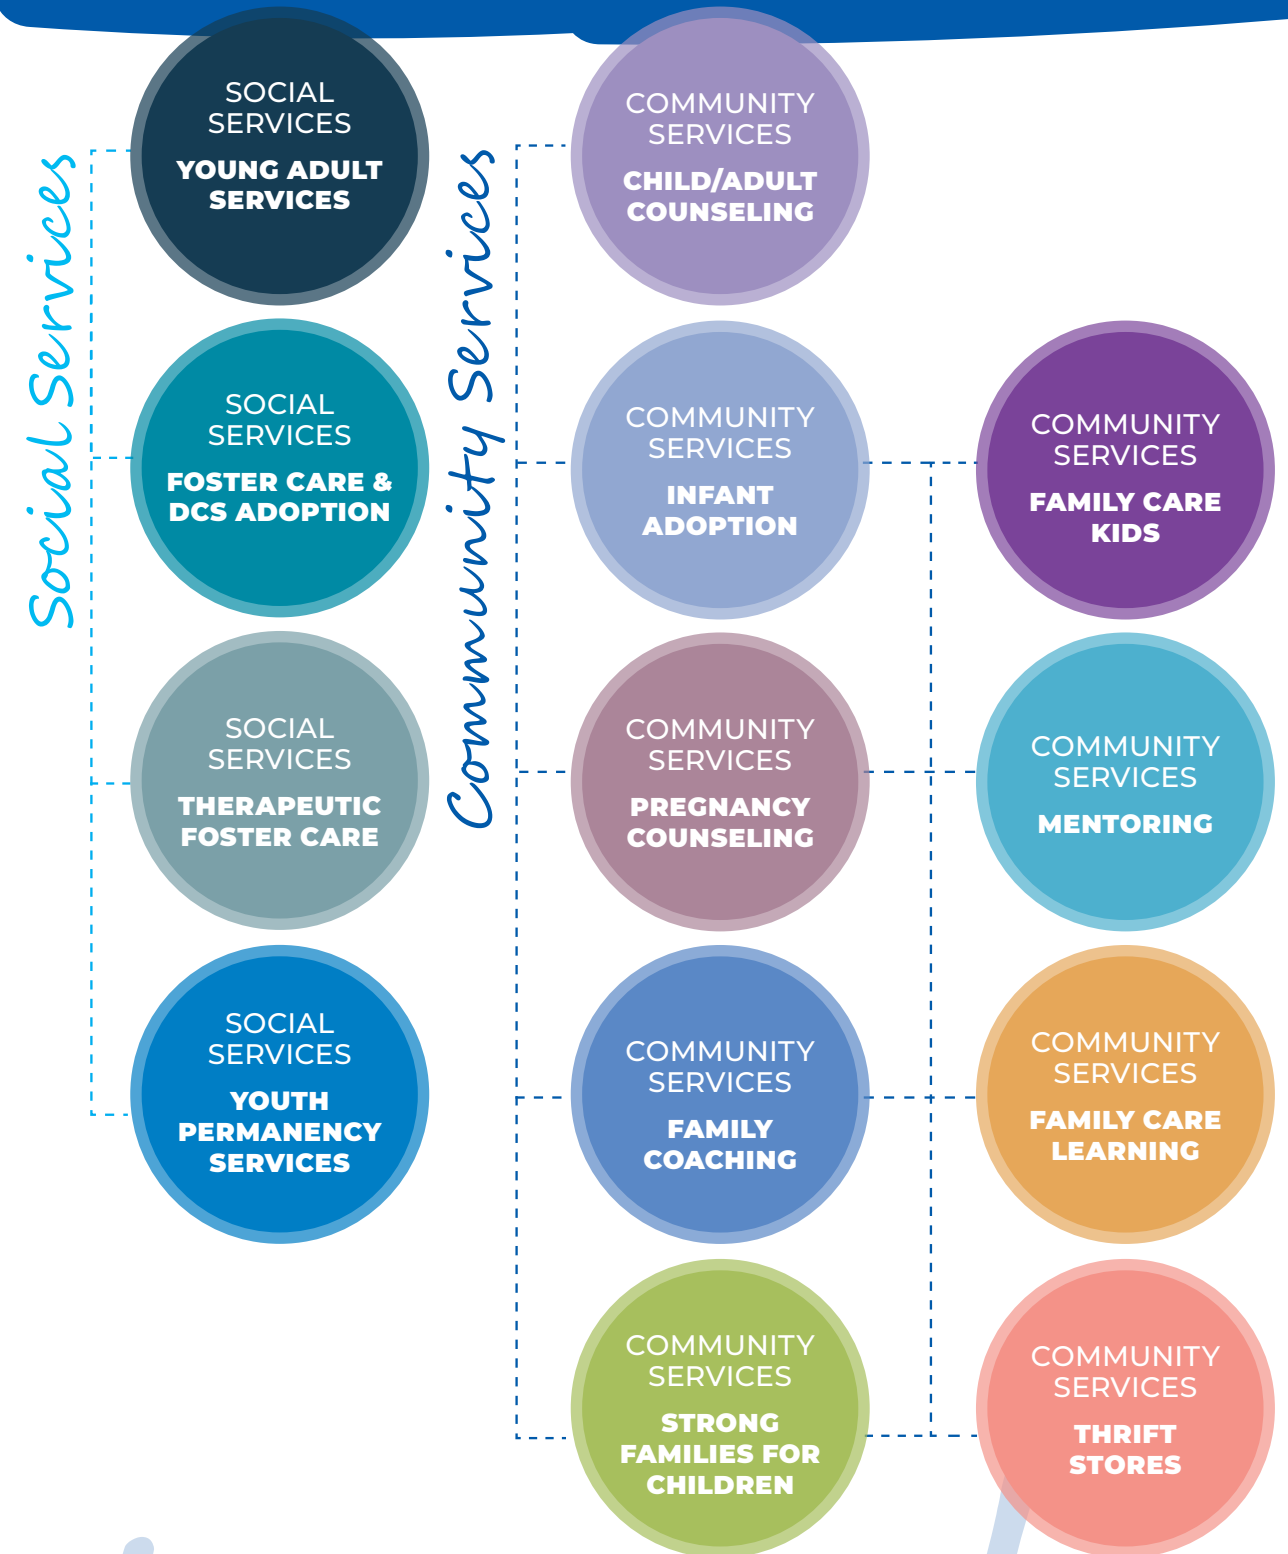 Social Services
SOCIAL
SERVICES
YOUNG ADULT
SERVICES
SOCIAL
SERVICES
FOSTER CARE &
DCS ADOPTION
SOCIAL
SERVICES
THERAPEUTIC
FOSTER CARE
SOCIAL
SERVICES
YOUTH
PERMANENCY
SERVICES
Community Services
COMMUNITY
SERVICES
CHILD/ADULT
COUNSELING
COMMUNITY
SERVICES
INFANT
ADOPTION
COMMUNITY
SERVICES
PREGNANCY
COUNSELING
COMMUNITY
SERVICES
FAMILY
COACHING
COMMUNITY
SERVICES
STRONG
FAMILIES FOR
CHILDREN
COMMUNITY
SERVICES
FAMILY CARE
KIDS
COMMUNITY
SERVICES
MENTORING
COMMUNITY
SERVICES
FAMILY CARE
LEARNING
COMMUNITY
SERVICES
THRIFT
STORES